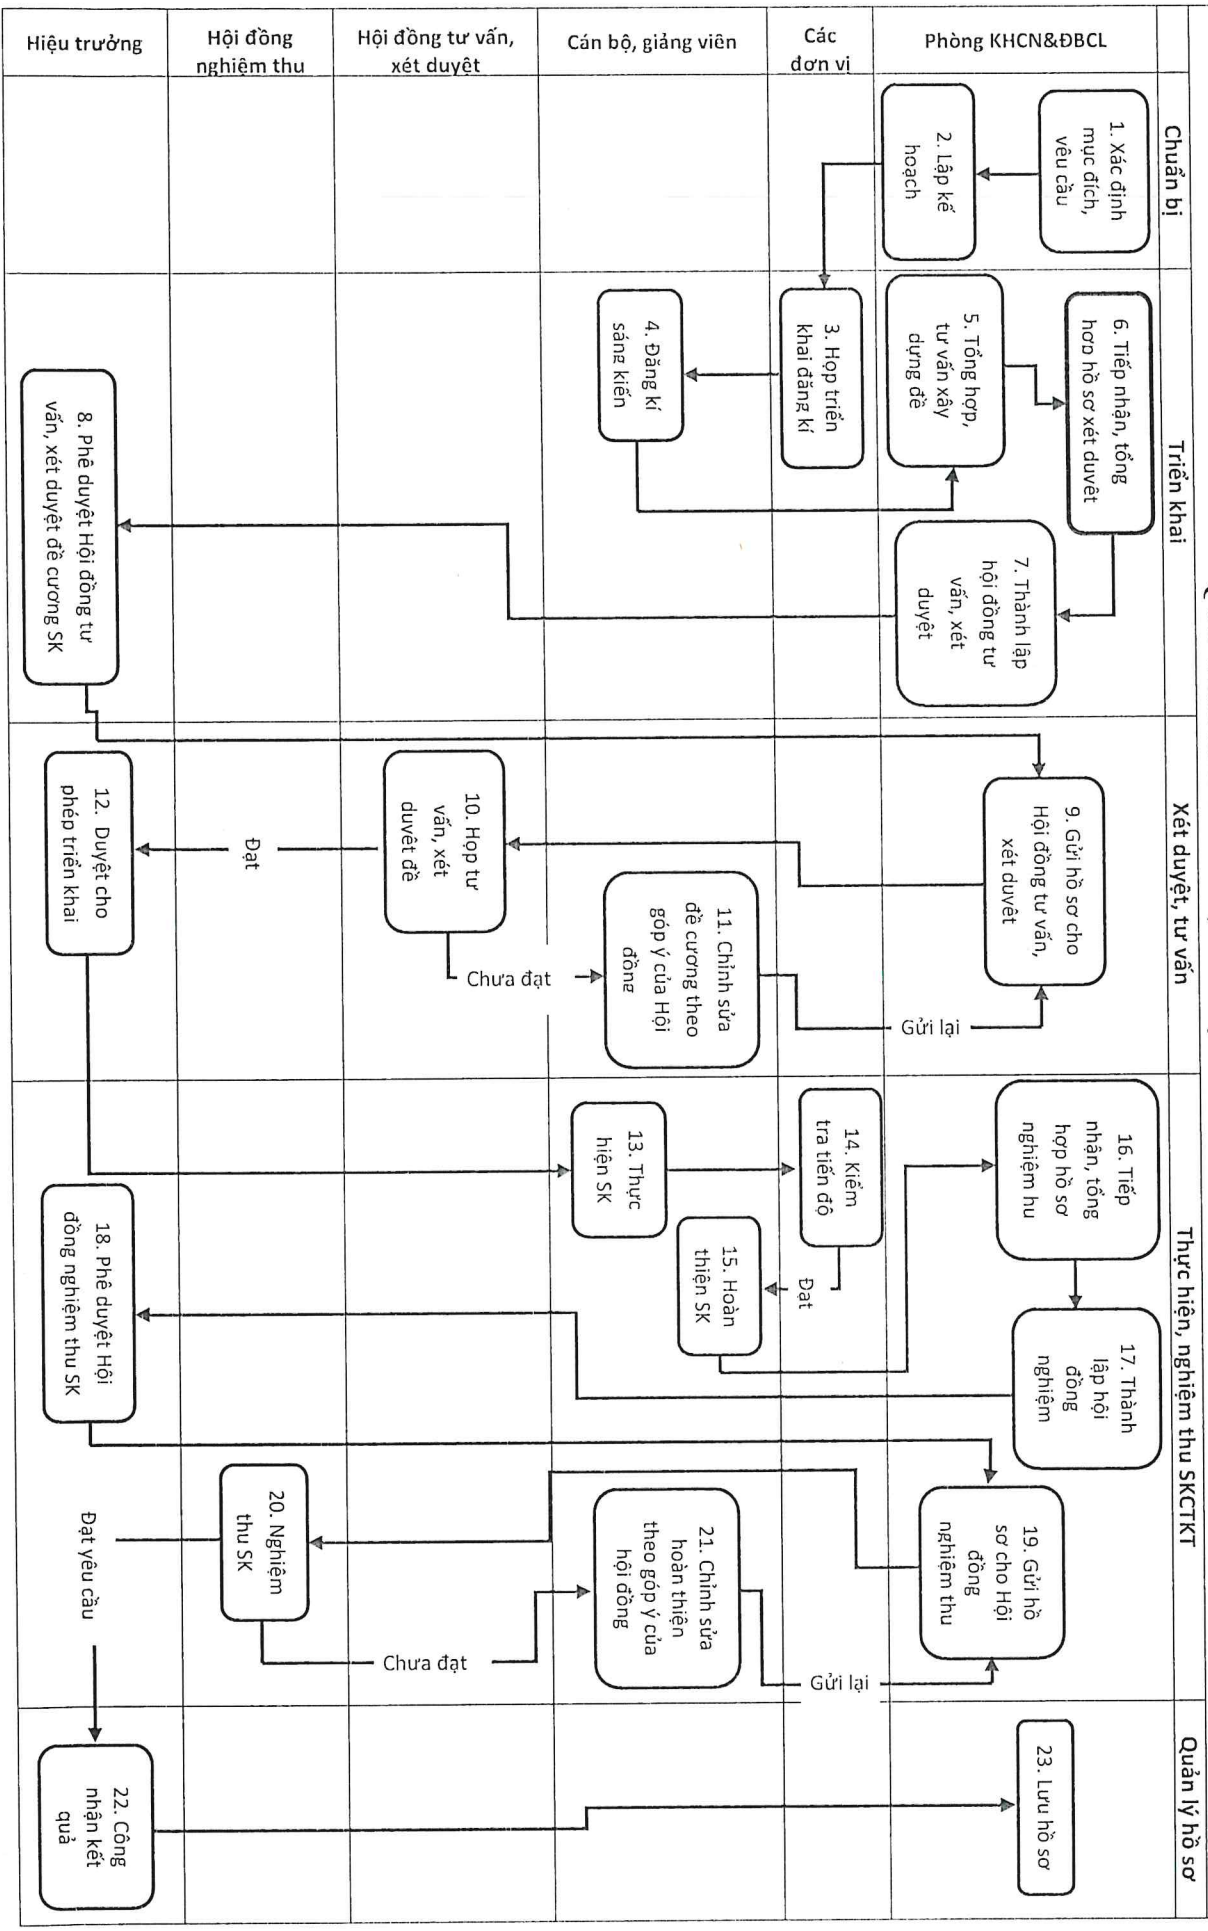 Hiệu trưởng
Hội đồng
nghiệm thu
Hội đồng tư vấn,
xét duyệt
Cán bộ, giảng viên
Các
đơn vị
Phòng KHCN&ĐBCL
Chuẩn bị
1. Xác định
mục đích,
yêu cầu
2. Lập kế
hoạch
Triển khai
3. Họp triển
khai đăng kí
4. Đăng kí
sáng kiến
5. Tổng hợp,
tư vấn xây
dựng đề
6. Tiếp nhận, tổng
hợp hồ sơ xét duyệt
7. Thành lập
hội đồng tư
vấn, xét
duyệt
8. Phê duyệt Hội đồng tư
vấn, xét duyệt đề cương SK
Xét duyệt, tư vấn
9. Gửi hồ sơ cho
Hội đồng tư vấn,
xét duyệt
10. Họp tư
vấn, xét
duyệt đề
11. Chỉnh sửa
đề cương theo
góp ý của Hội
đồng
12. Duyệt cho
phép triển khai
Đạt
Chưa đạt
Gửi lại
Thực hiện, nghiệm thu SKCTKT
13. Thực
hiện SK
14. Kiểm
tra tiến độ
Đạt
15. Hoàn
thiện SK
16. Tiếp
nhận, tổng
hợp hồ sơ
nghiệm hu
17. Thành
lập hội
đồng
nghiệm
18. Phê duyệt Hội
đồng nghiệm thu SK
19. Gửi hồ
sơ cho Hội
đồng
nghiệm thu
20. Nghiệm
thu SK
21. Chỉnh sửa
hoàn thiện
theo góp ý của
hội đồng
Đạt yêu cầu
Chưa đạt
Gửi lại
Quản lý hồ sơ
22. Công
nhận kết
quả
23. Lưu hồ sơ